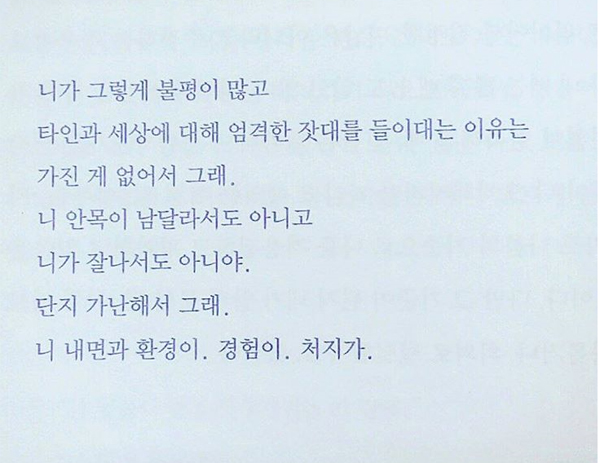 니가 그렇게 불평이 많고
타인과 세상에 대해 엄격한 잣대를 들이대는 이유는
가진 게 없어서 그래.
니 안목이 남달라서도 아니고
니가 잘나서도 아니야.
단지 가난해서 그래.
니 내면과 환경이. 경험이. 처지가.